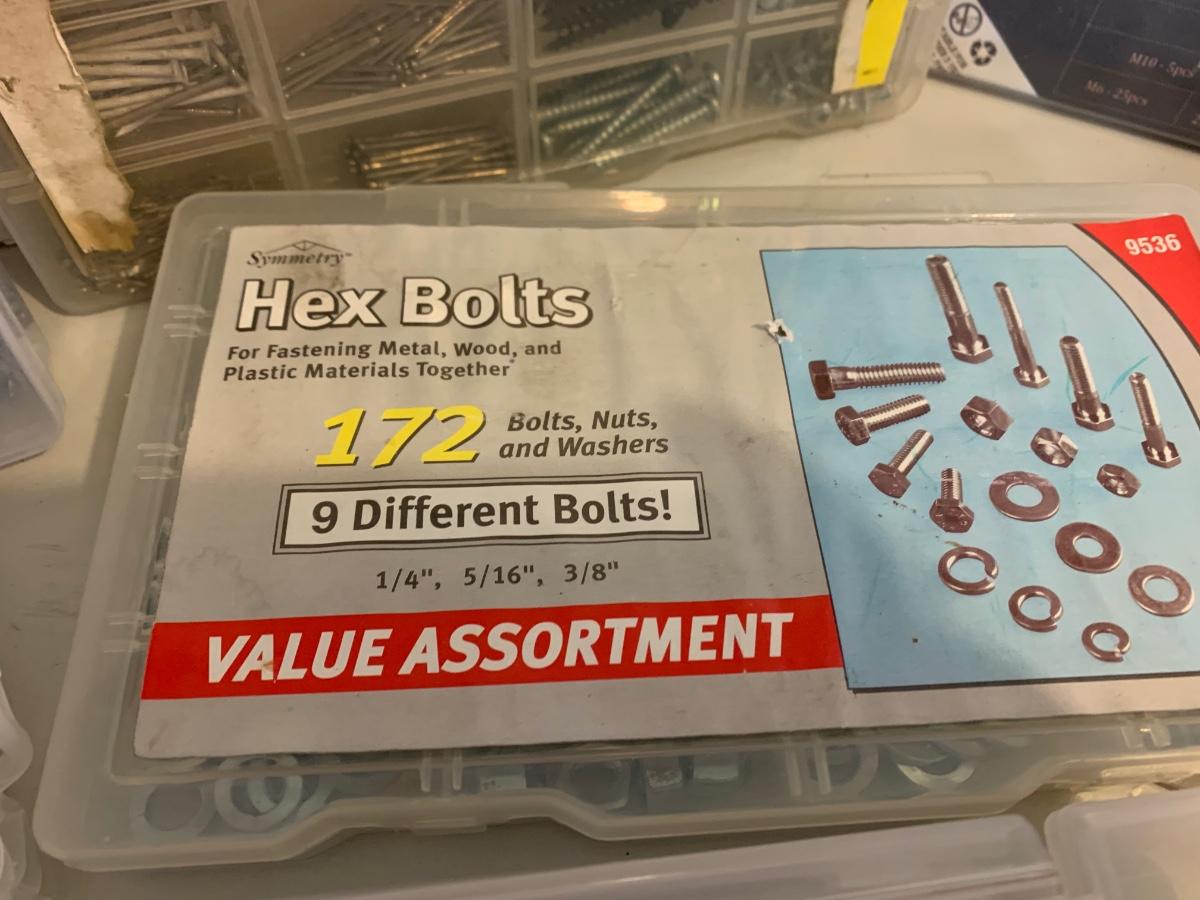 M10 - 5pcs
M6 - 25pcs
Symmetry™
9536
Hex Bolts
For Fastening Metal, Wood, and
Plastic Materials Together
172
Bolts, Nuts,
and Washers
9 Different Bolts!
1/4", 5/16", 3/8"
VALUE ASSORTMENT